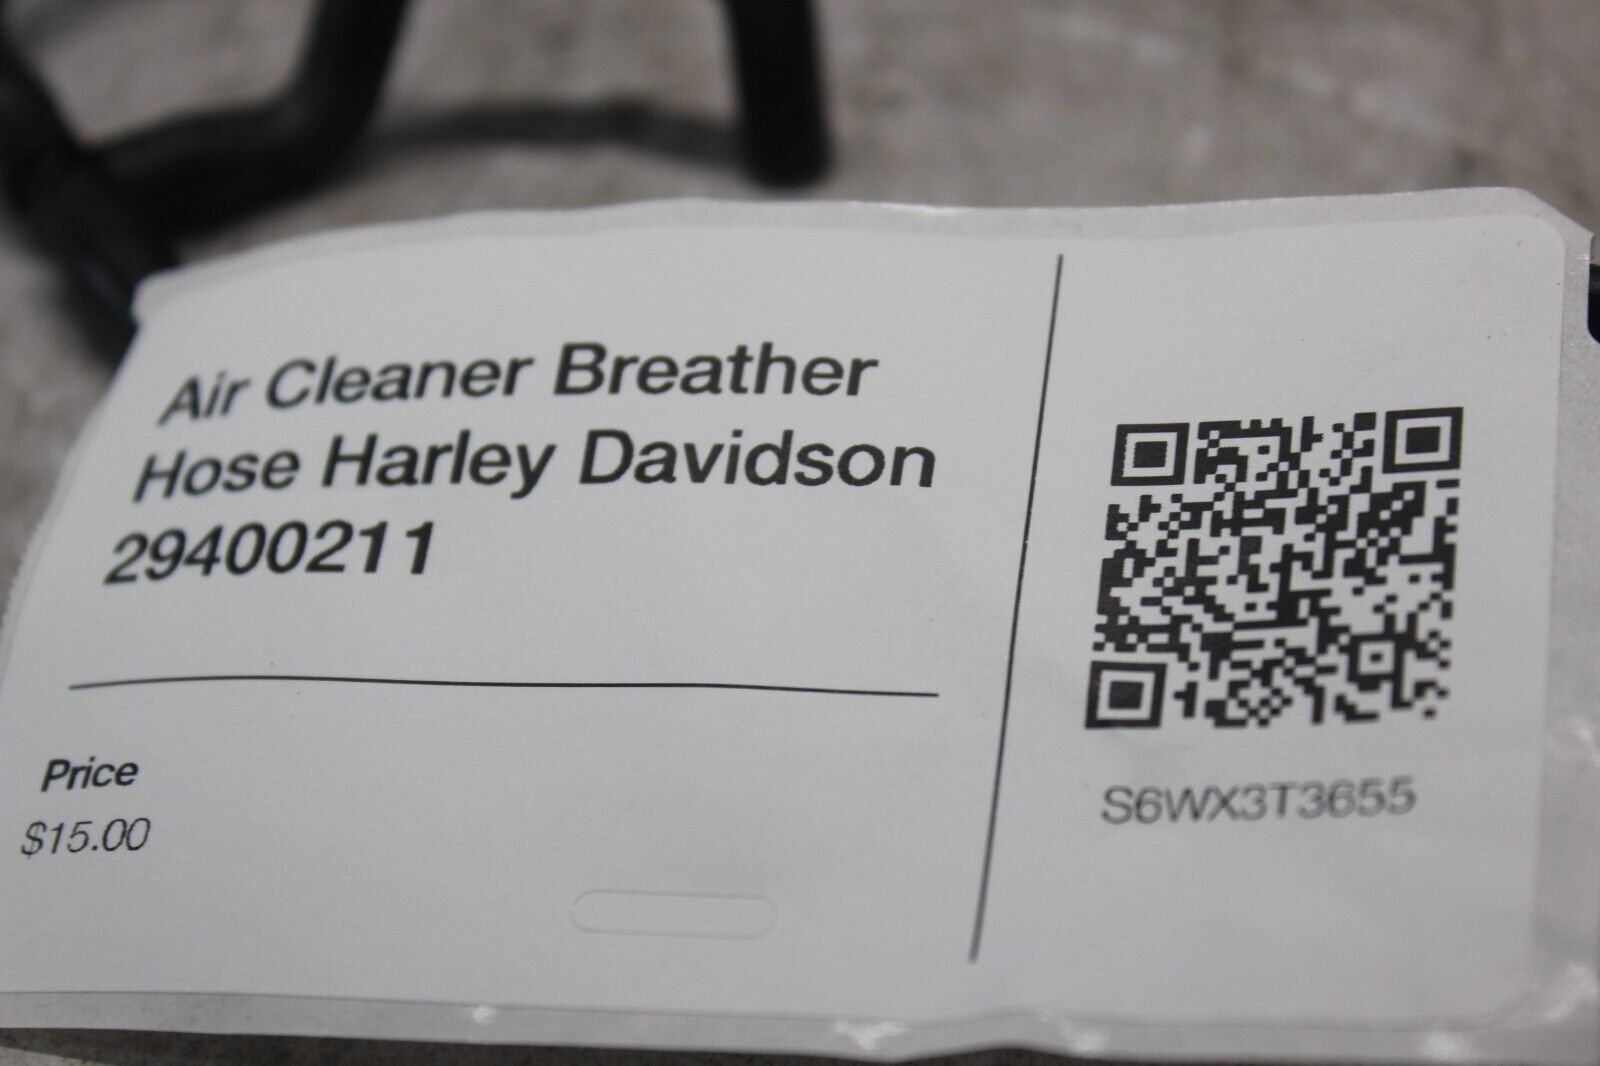 Air Cleaner Breather
Hose Harley Davidson
29400211
Price
$15.00
S6WX3T3655